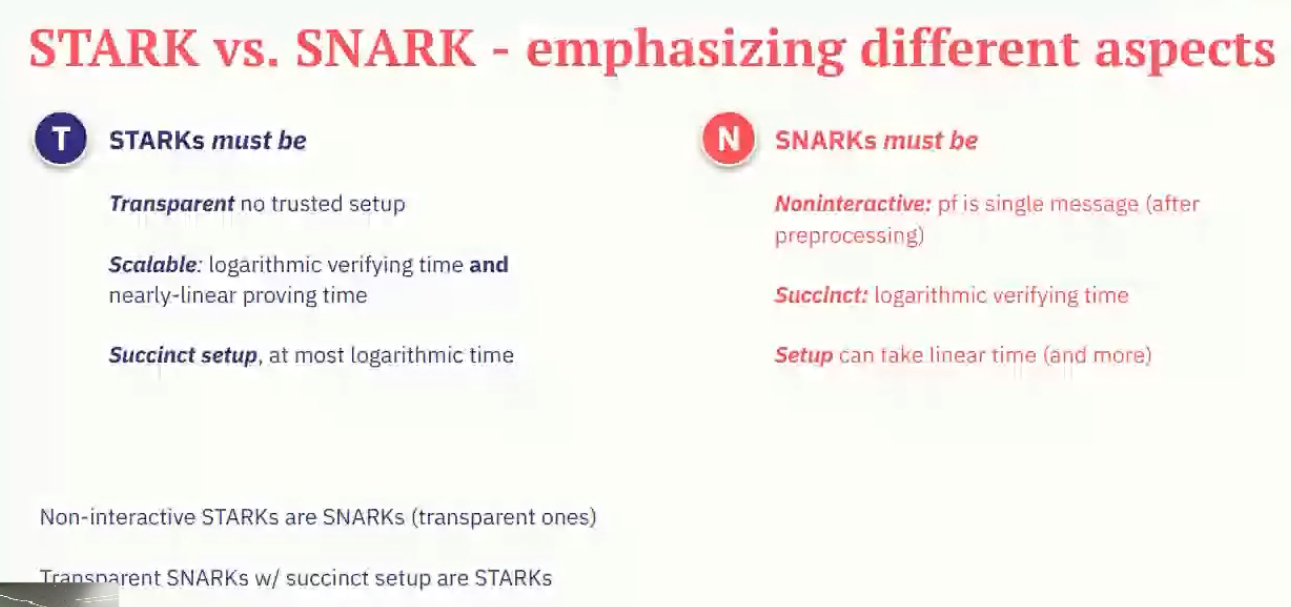 STARK vs. SNARK - emphasizing different aspects
T STARKs must be
Transparent no trusted setup
Scalable: logarithmic verifying time and
nearly-linear proving time
Succinct setup, at most logarithmic time
N SNARKs must be
Noninteractive: pf is single message (after
preprocessing)
Succinct: logarithmic verifying time
Setup can take linear time (and more)
Non-interactive STARKs are SNARKs (transparent ones)
Transparent SNARKs w/ succinct setup are STARKs